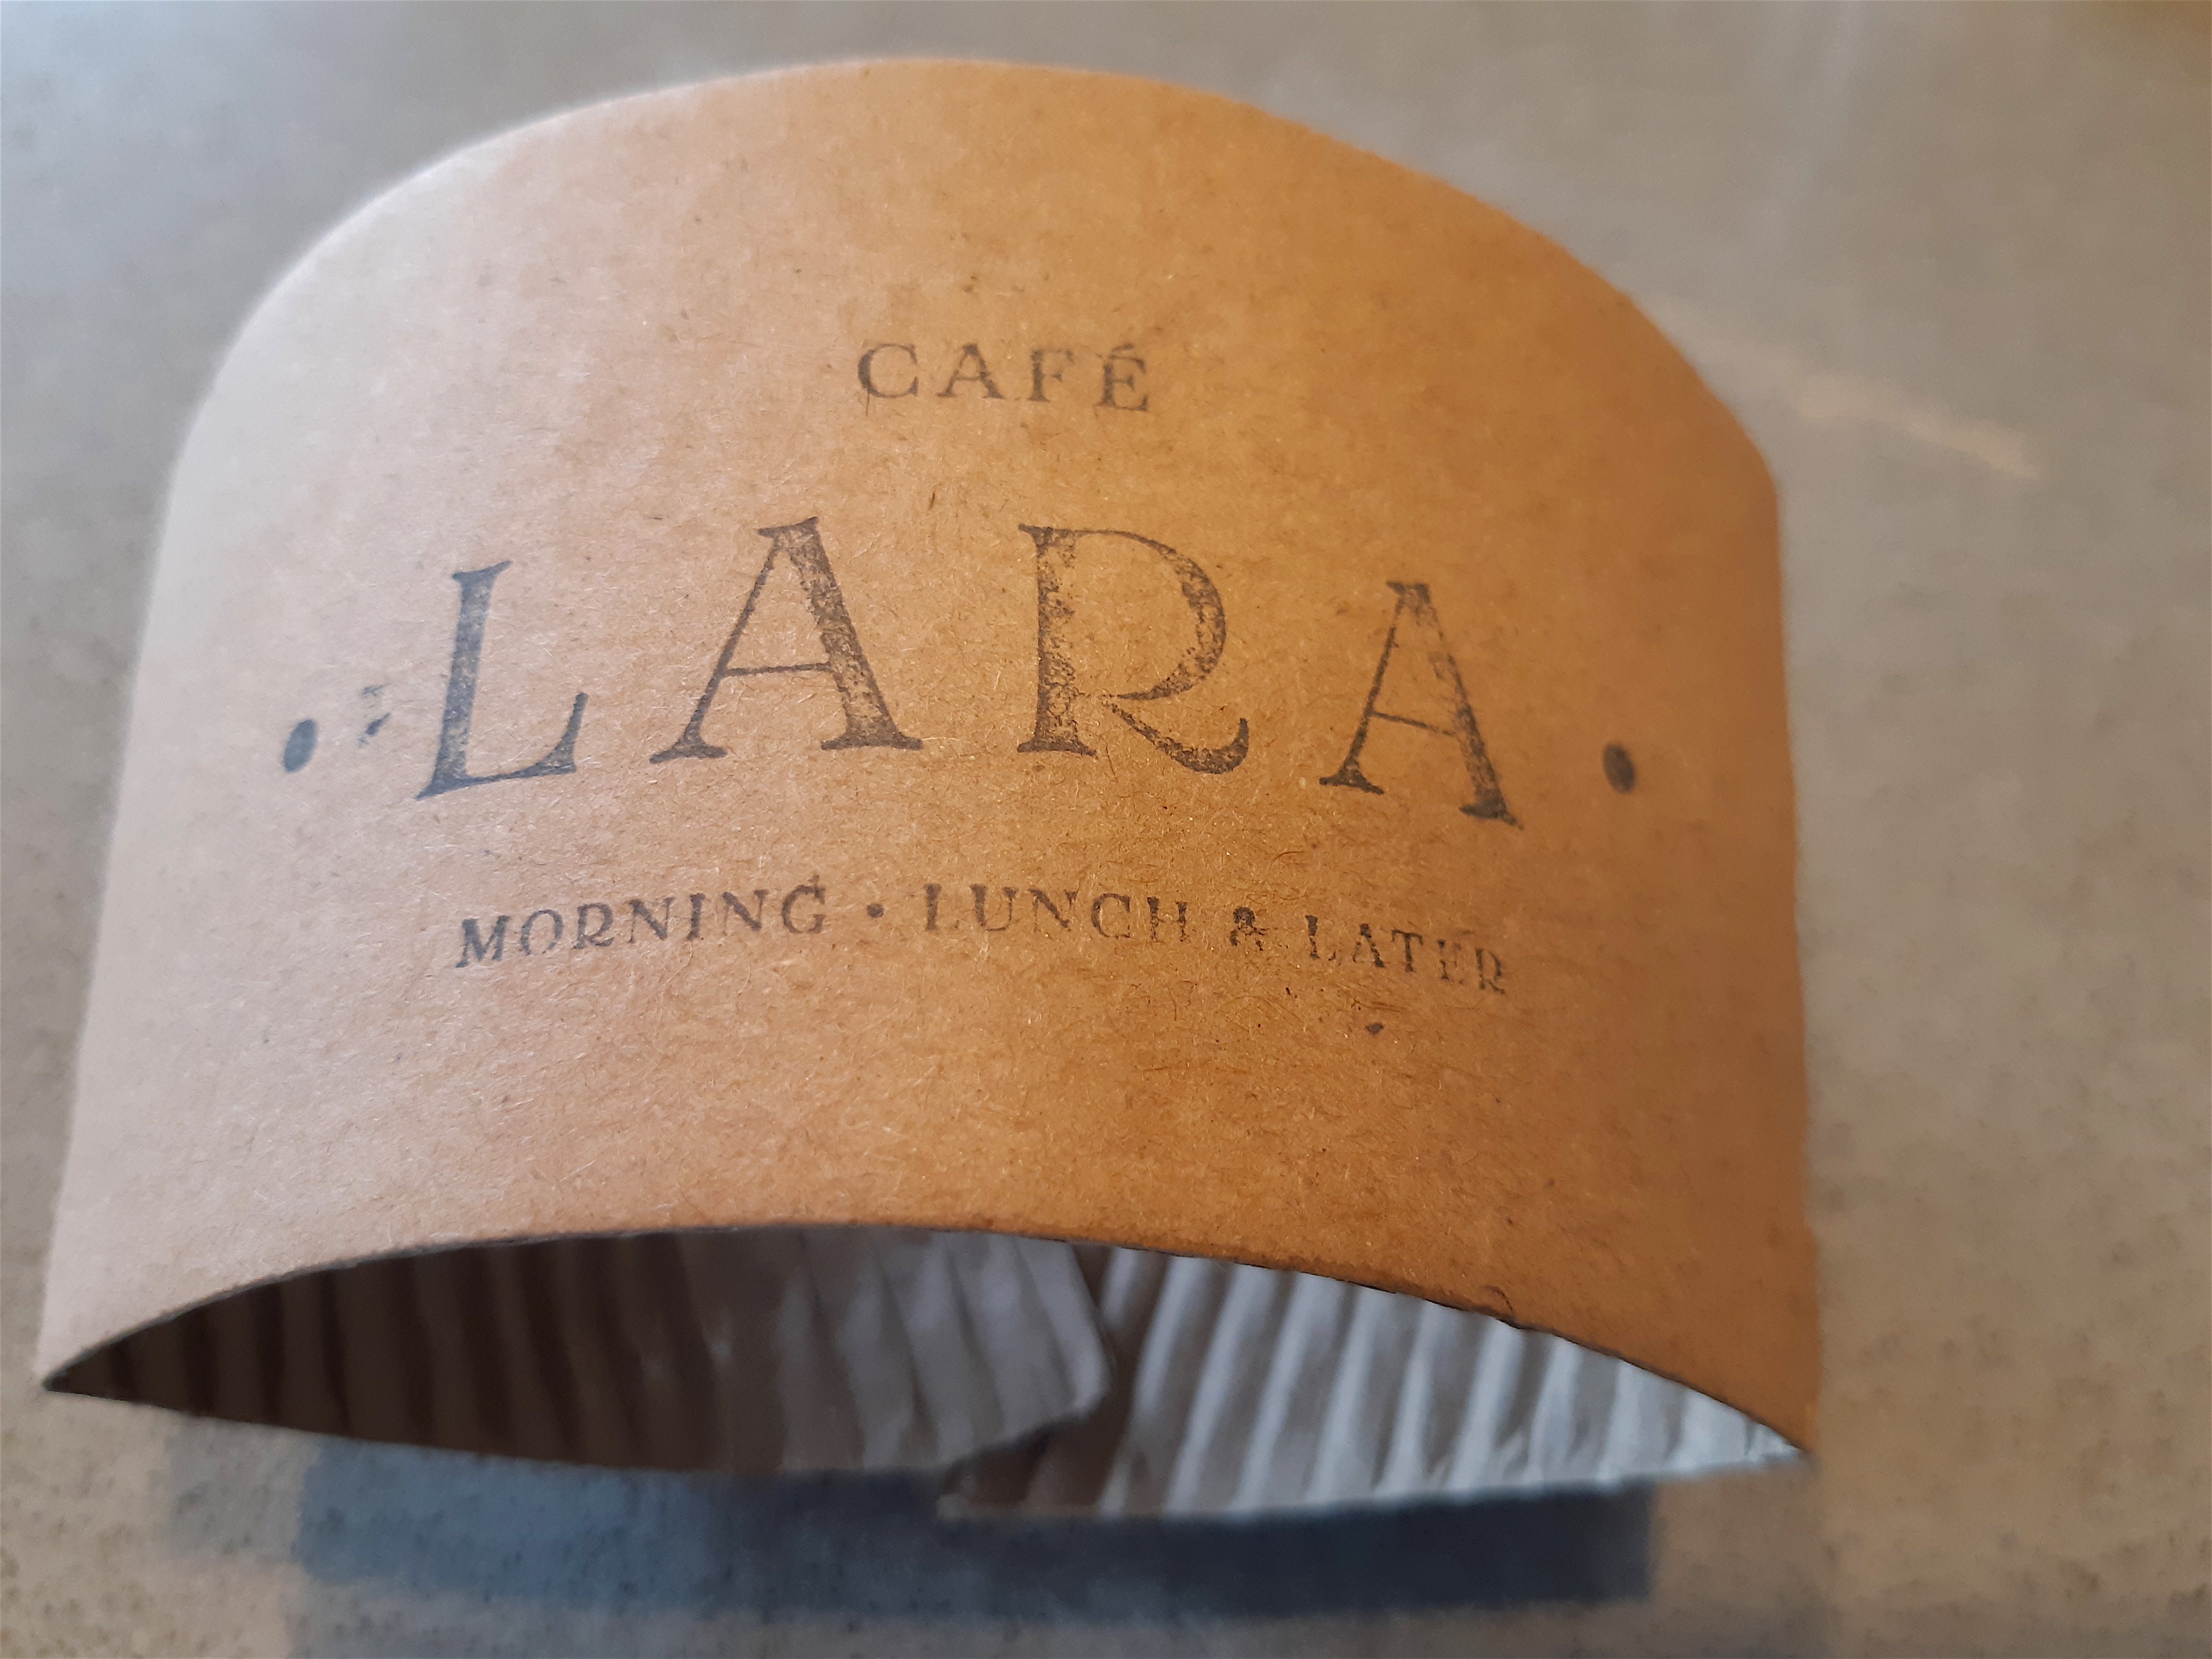 CAFÉ
• LARA •
MORNING • LUNCH & LATER